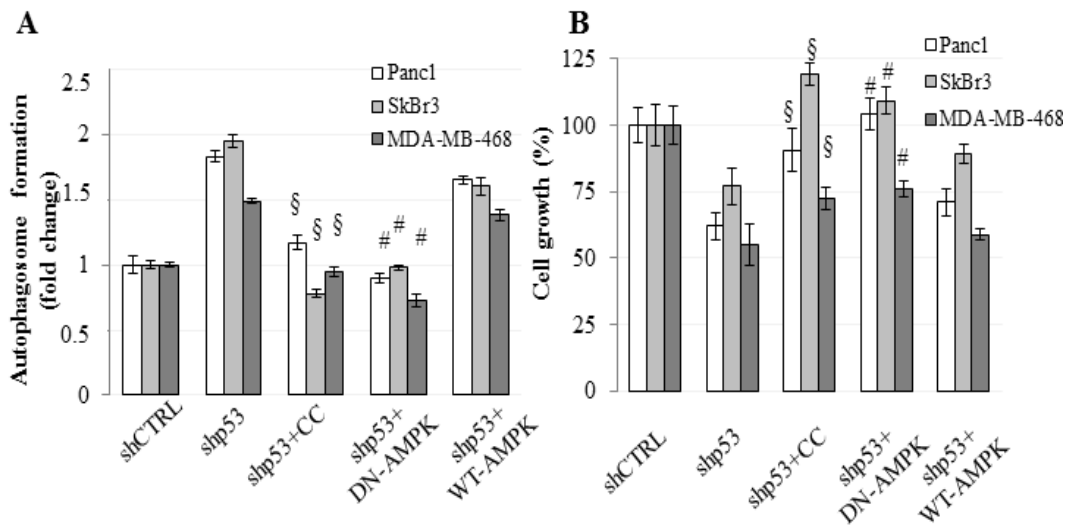 A
Autophagosome formation
(fold change)
2.5
2
1.5
1
0.5
0
Panc1
SkBr3
MDA-MB-468
§
§
§
#
#
#
shCTRL
shp53
shp53+CC
shp53+
DN-AMPK
shp53+
WT-AMPK
B
Cell growth (%)
125
100
75
50
25
0
Panc1
SkBr3
MDA-MB-468
§
§
§
#
#
#
shCTRL
shp53
shp53+CC
shp53+
DN-AMPK
shp53+
WT-AMPK